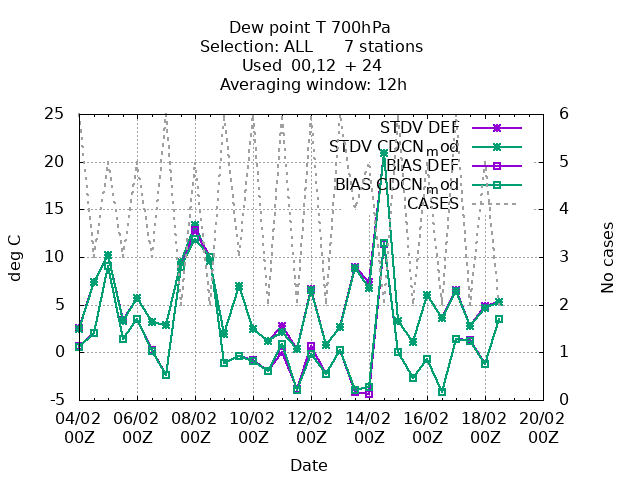 Dew point T 700hPa
Selection: ALL 7 stations
Used 00,12 + 24
Averaging window: 12h
25
20
15
10
5
0
-5
6
5
4
3
2
1
0
deg C
No cases
STDV DEF
STDV CDCN_mod
BIAS DEF
BIAS CDCN_mod
CASES
04/02 06/02 08/02 10/02 12/02 14/02 16/02 18/02 20/02
00Z 00Z 00Z 00Z 00Z 00Z 00Z 00Z 00Z
Date